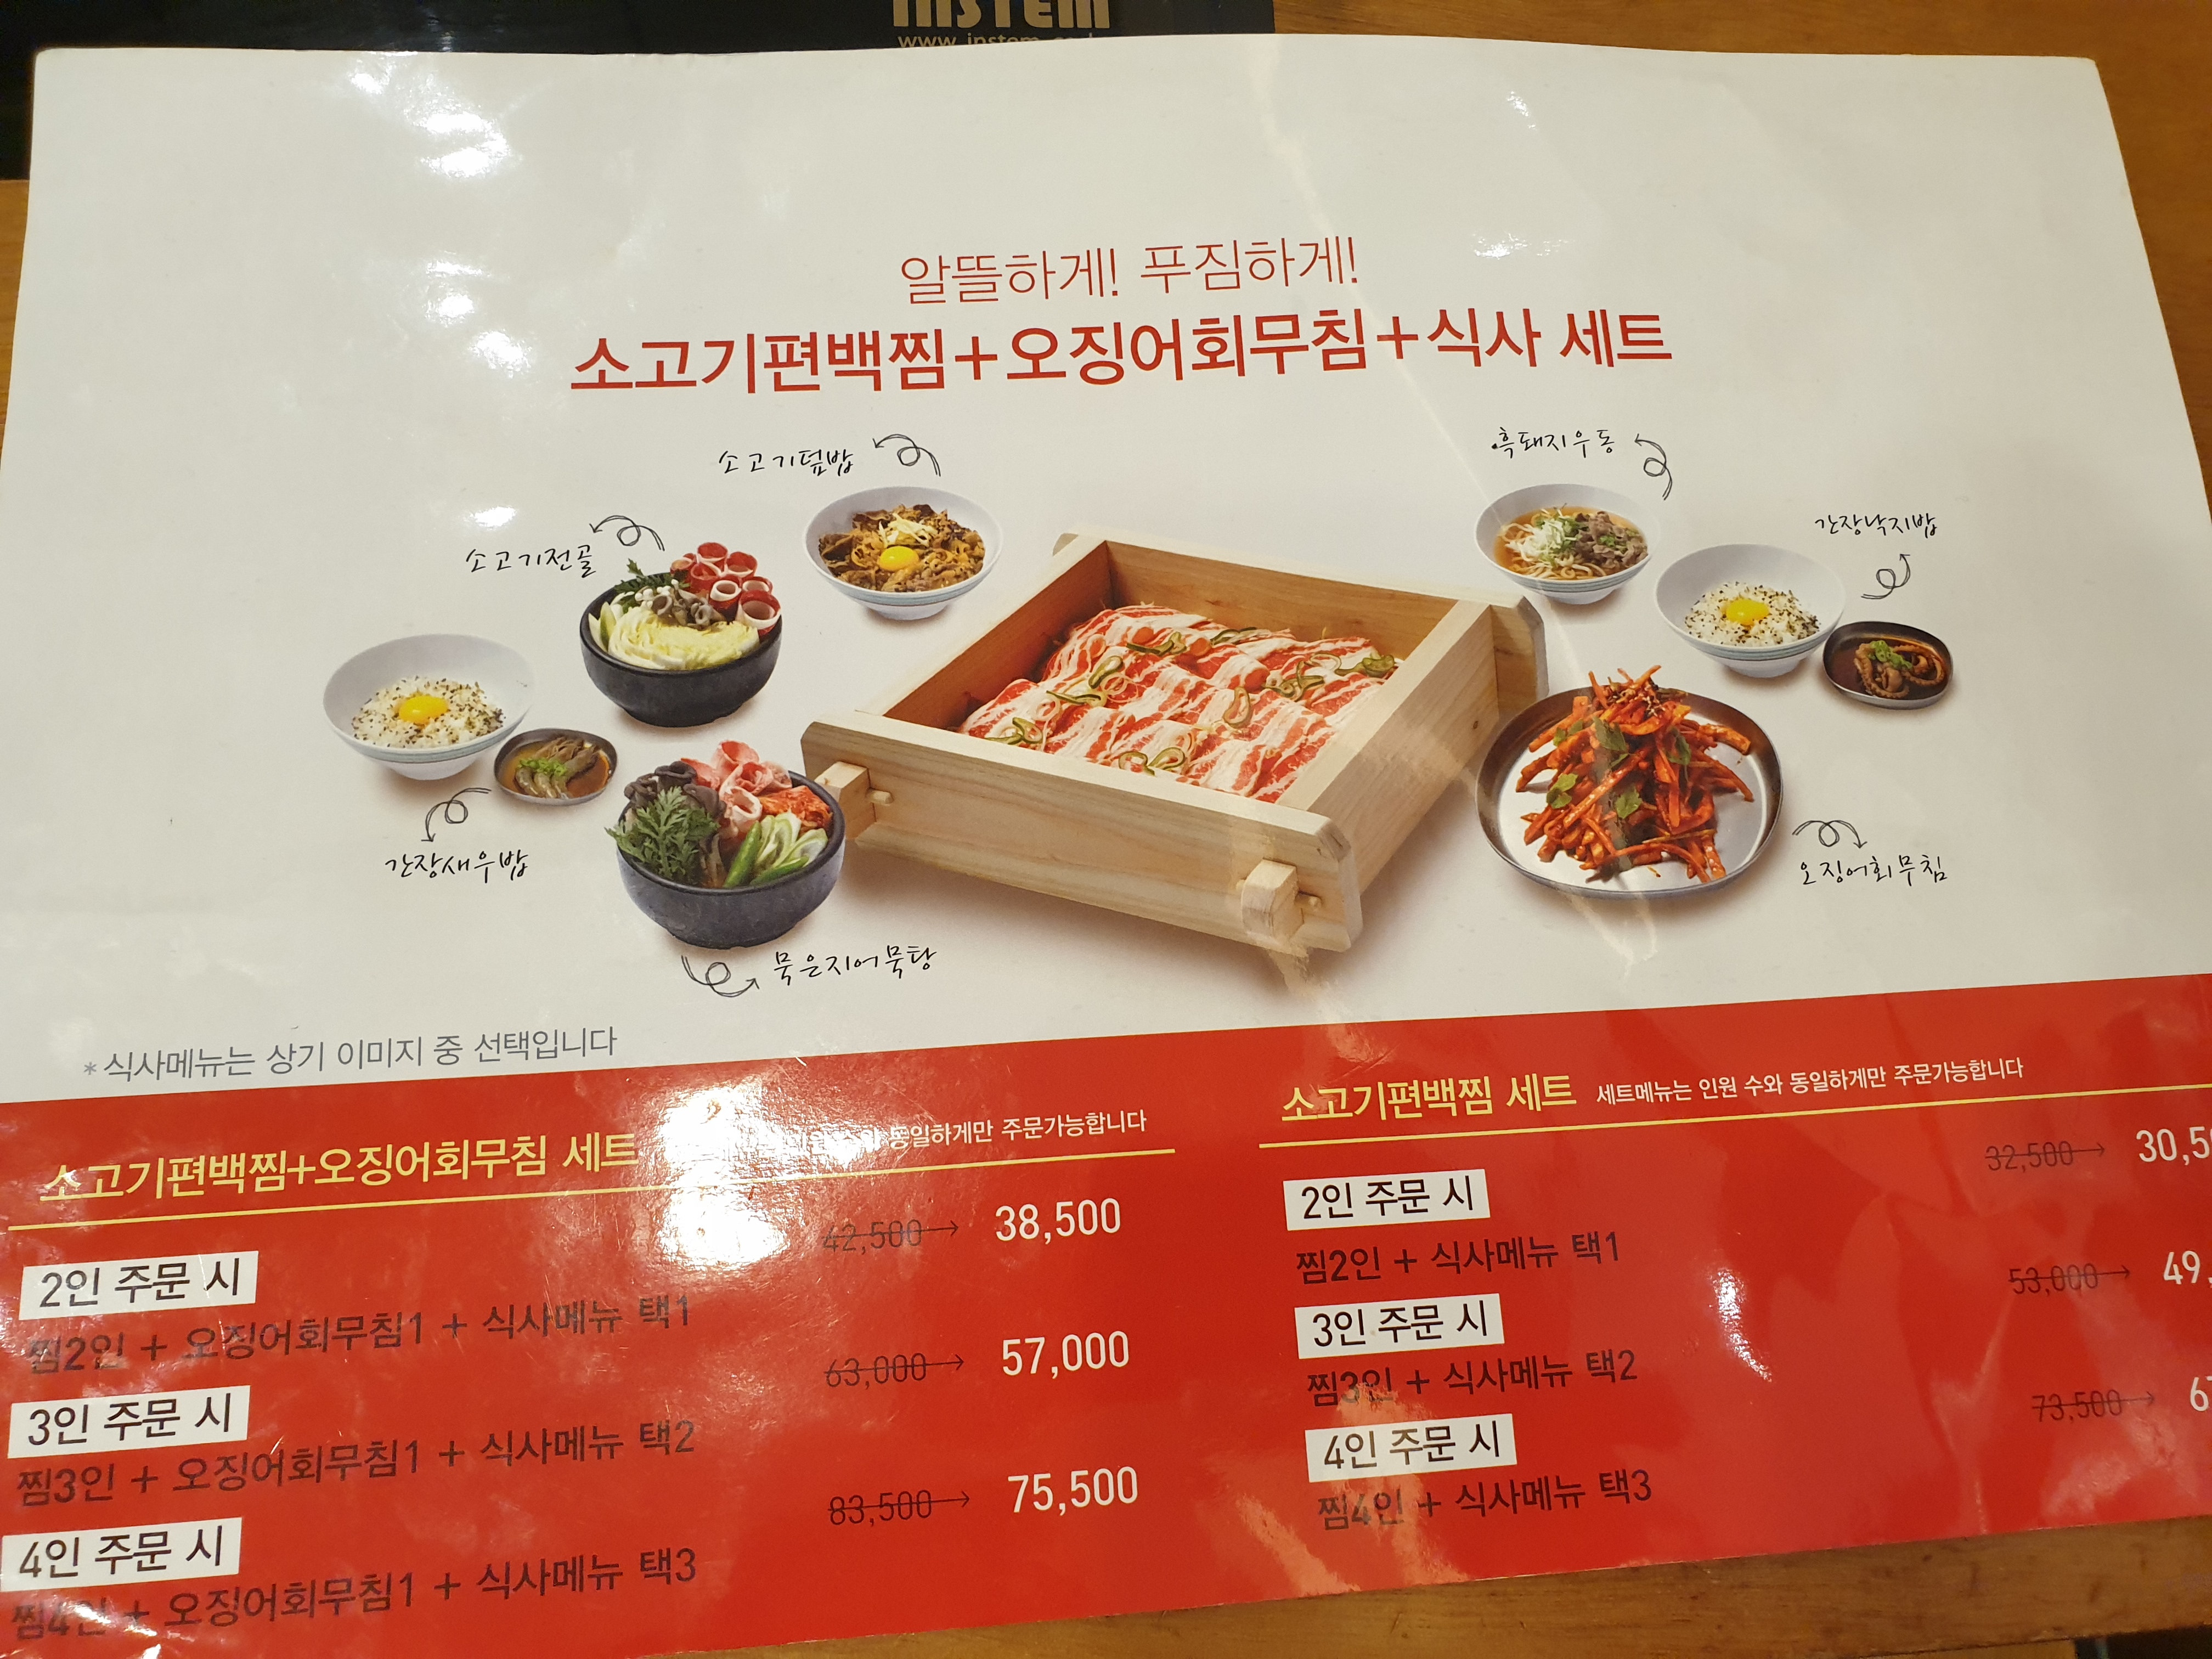 알뜰하게! 푸짐하게!
소고기편백찜+오징어회무침+식사 세트
소고기덮밥
흑돼지우동
소고기전골
간장낙지밥
간장새우밥
오징어회무침
묵은지어묵탕
*식사메뉴는 상기 이미지 중 선택입니다
소고기편백찜+오징어회무침 세트 동일하게만 주문가능합니다
2인 주문 시
42,500→ 38,500
찜2인 + 오징어회무침1 + 식사메뉴 택1
3인 주문 시
63,000→ 57,000
찜3인 + 오징어회무침1 + 식사메뉴 택2
4인 주문 시
83,500→ 75,500
찜4인 + 오징어회무침1 + 식사메뉴 택3
소고기편백찜 세트 세트메뉴는 인원 수와 동일하게만 주문가능합니다
2인 주문 시
32,500→
찜2인 + 식사메뉴 택1
3인 주문 시
53,000→
찜3인 + 식사메뉴 택2
4인 주문 시
73,500→
찜4인 + 식사메뉴 택3